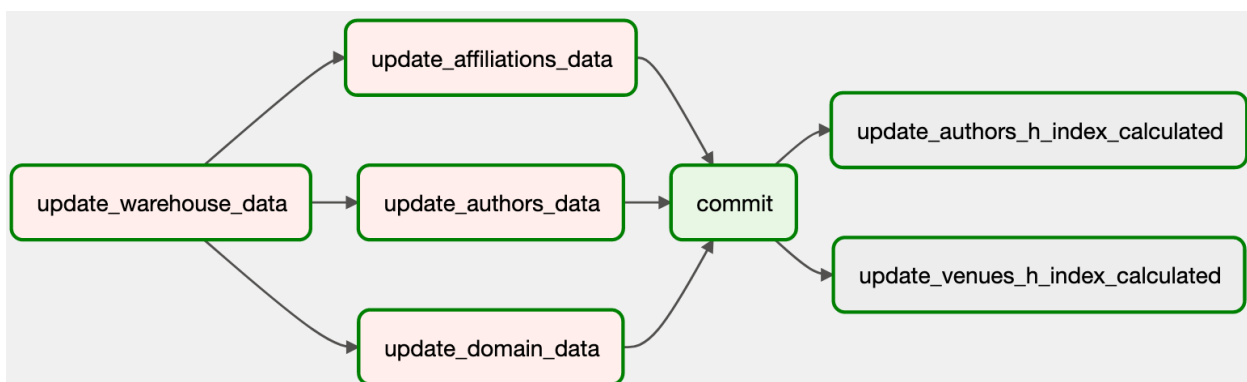 update_affiliations_data
update_authors_h_index_calculated
update_warehouse_data
update_authors_data
commit
update_venues_h_index_calculated
update_domain_data